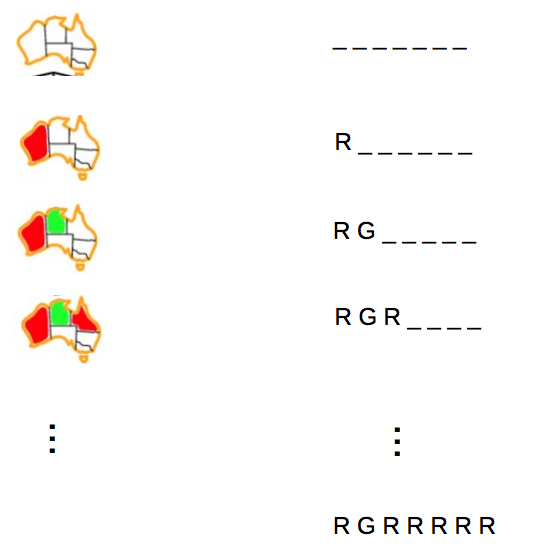 _ _ _ _ _ _ _
R _ _ _ _ _ _
R G _ _ _ _ _
R G R _ _ _ _
⋮ ⋮
R G R R R R R